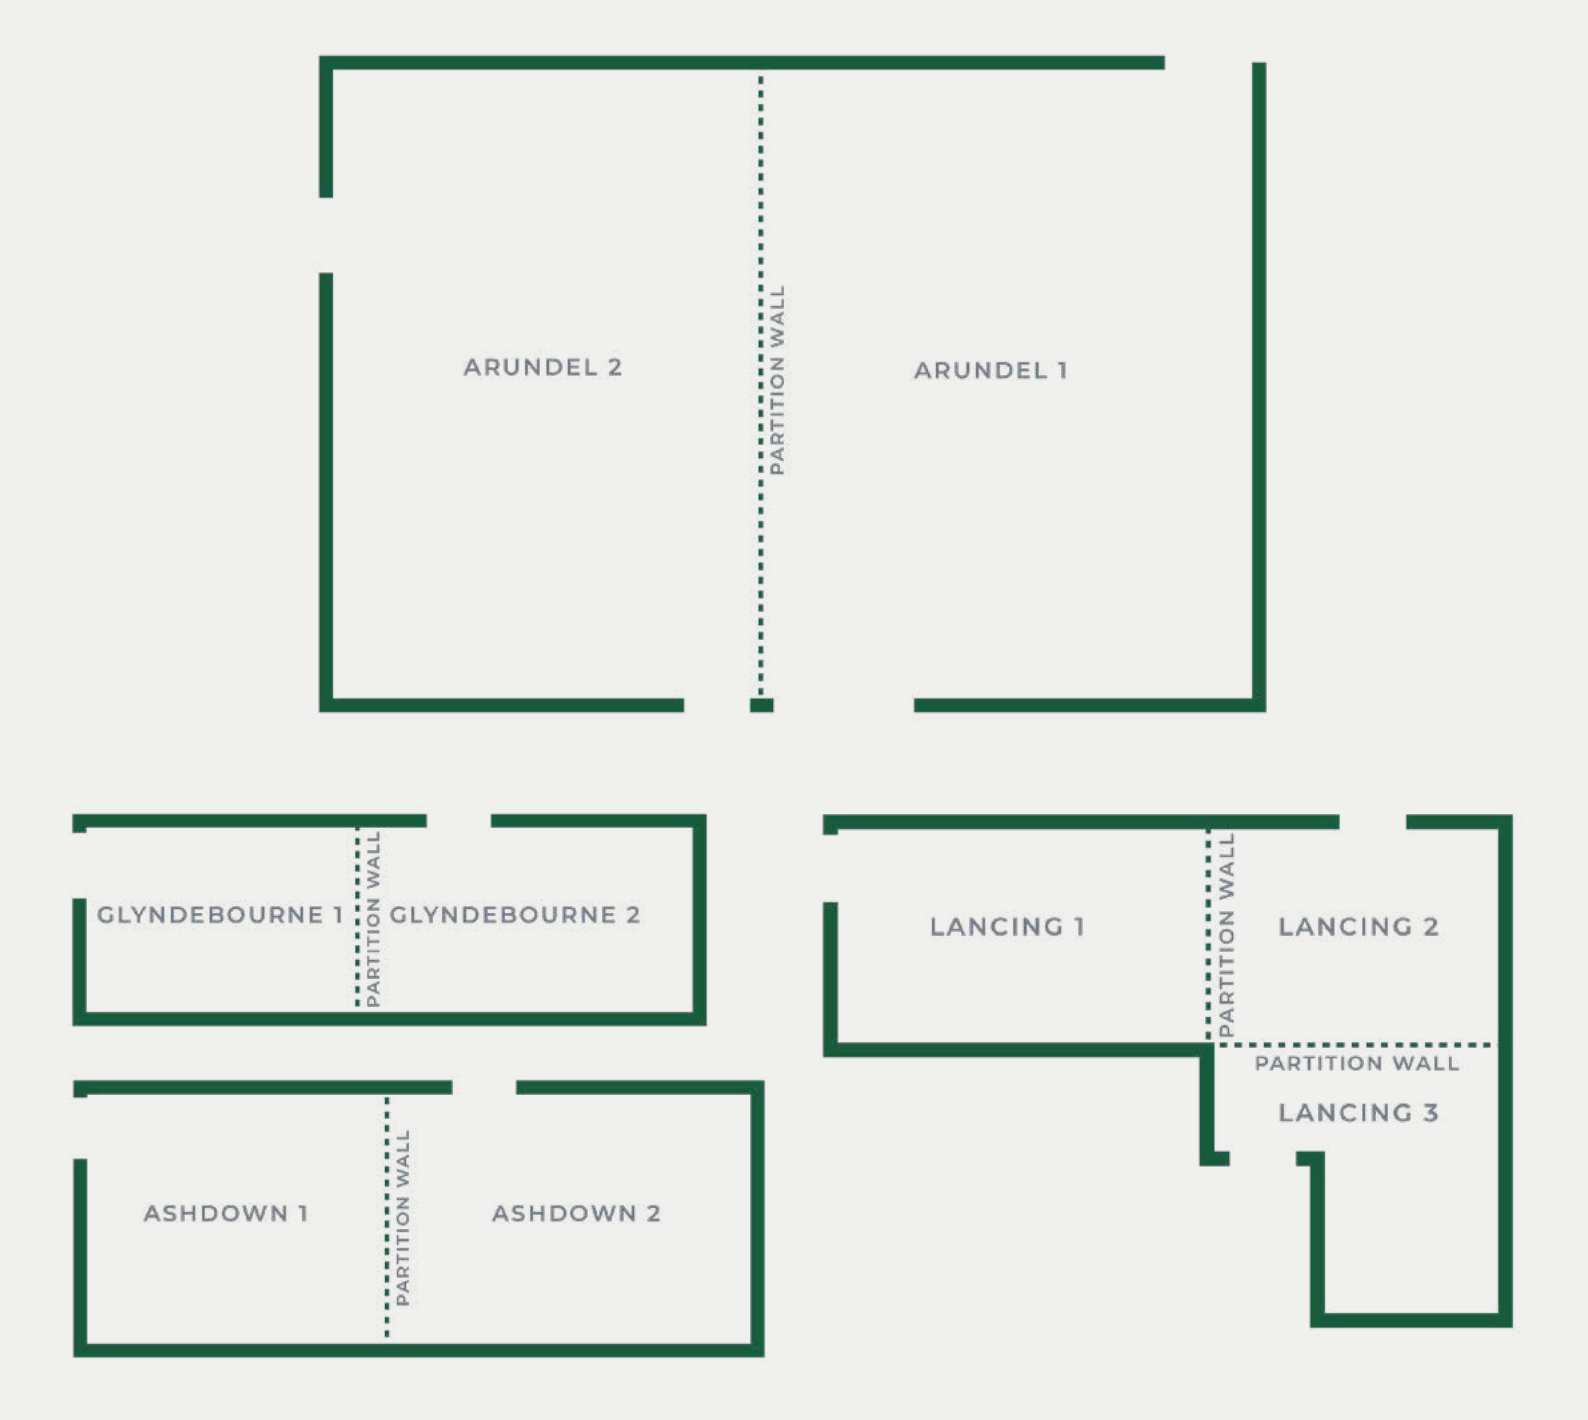 ARUNDEL 2
PARTITION WALL
ARUNDEL 1
GLYNDEBOURNE 1
PARTITION WALL
GLYNDEBOURNE 2
LANCING 1
PARTITION WALL
LANCING 2
PARTITION WALL
LANCING 3
ASHDOWN 1
PARTITION WALL
ASHDOWN 2